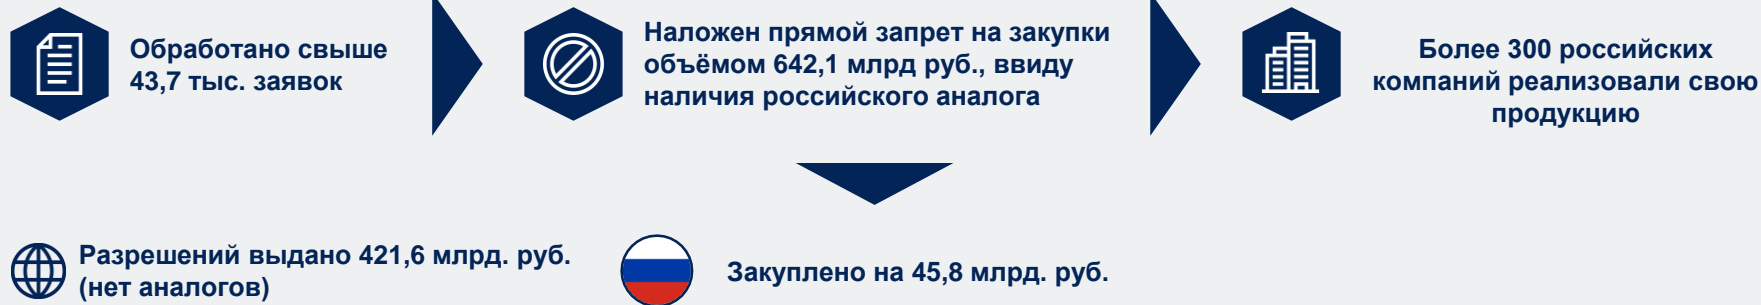 Обработано свыше
43,7 тыс. заявок
Наложен прямой запрет на закупки
объёмом 642,1 млрд руб., ввиду
наличия российского аналога
Более 300 российских
компаний реализовали свою
продукцию
Разрешений выдано 421,6 млрд. руб.
(нет аналогов)
Закуплено на 45,8 млрд. руб.